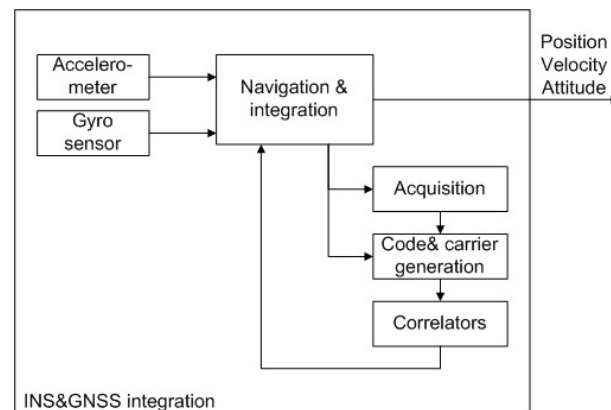 Accelero-
meter
Gyro
sensor
Navigation &
integration
Position
Velocity
Attitude
Acquisition
Code& carrier
generation
Correlators
INS&GNSS integration